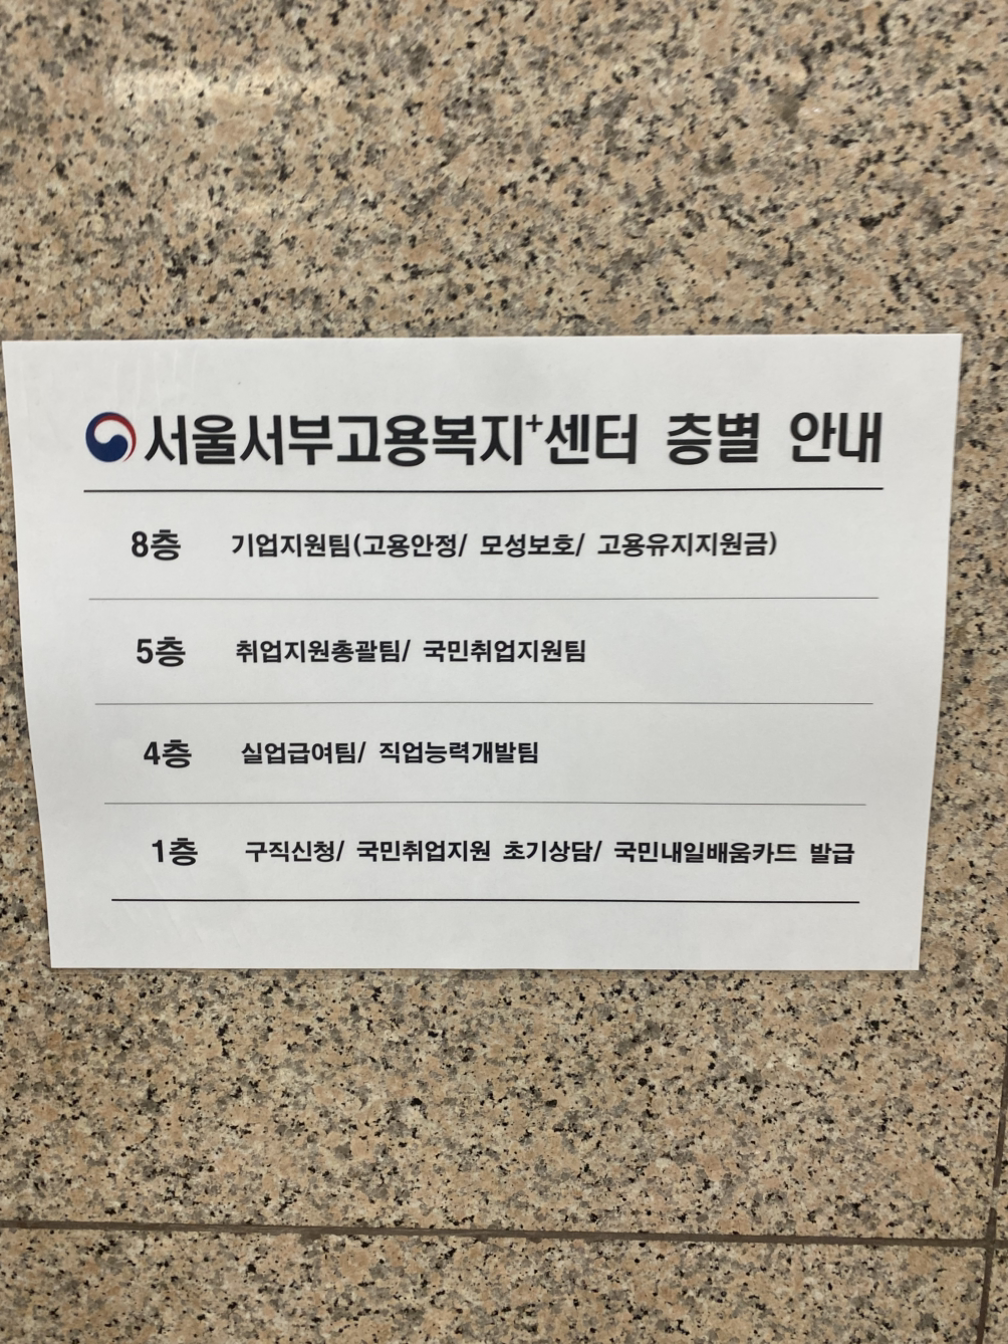 서울서부고용복지+센터 층별 안내
8층 기업지원팀(고용안정/ 모성보호/ 고용유지지원금)
5층 취업지원총괄팀/ 국민취업지원팀
4층 실업급여팀/ 직업능력개발팀
1층 구직신청/ 국민취업지원 초기상담/ 국민내일배움카드 발급